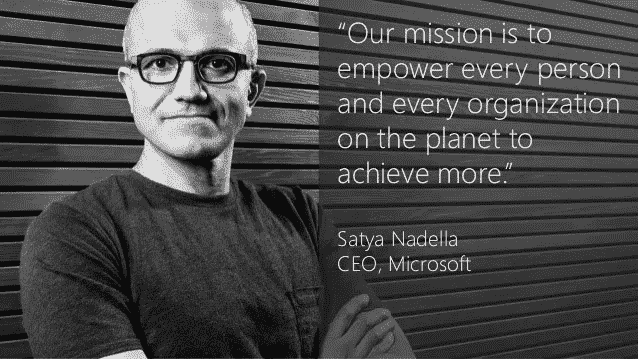 “Our mission is to
empower every person
and every organization
on the planet to
achieve more.”
Satya Nadella
CEO, Microsoft